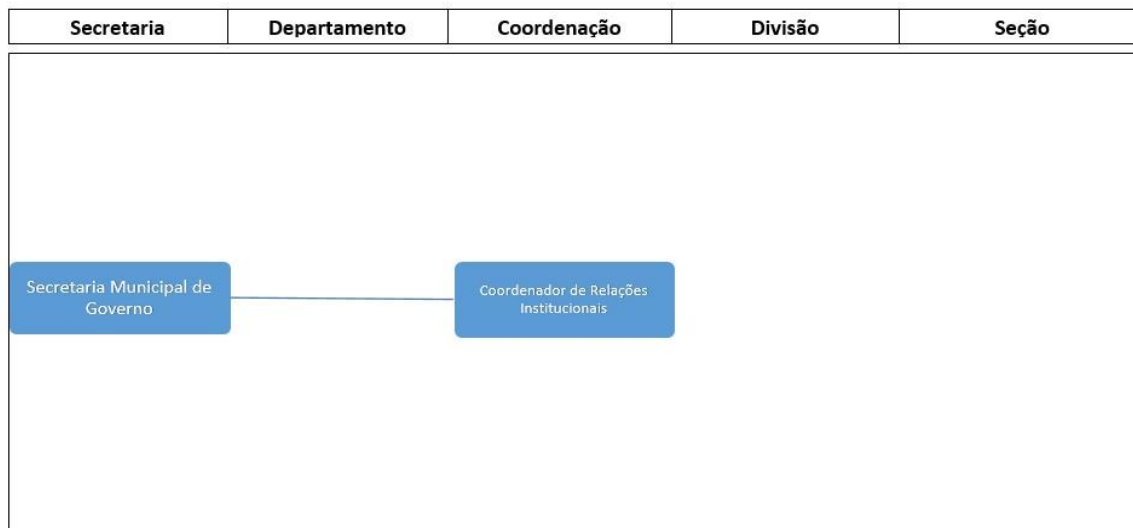 Secretaria Departamento Coordenação Divisão Seção
Secretaria Municipal de
Governo
Coordenador de Relações
Institucionais